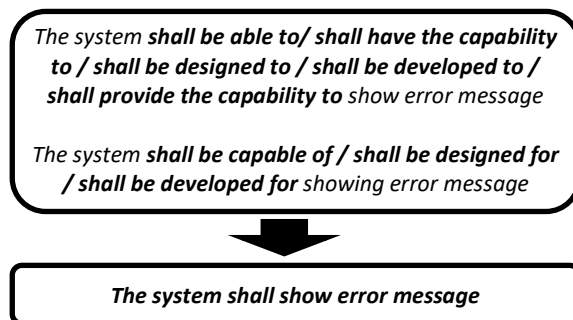 The system shall be able to/ shall have the capability
to / shall be designed to / shall be developed to /
shall provide the capability to show error message
The system shall be capable of / shall be designed for
/ shall be developed for showing error message
The system shall show error message